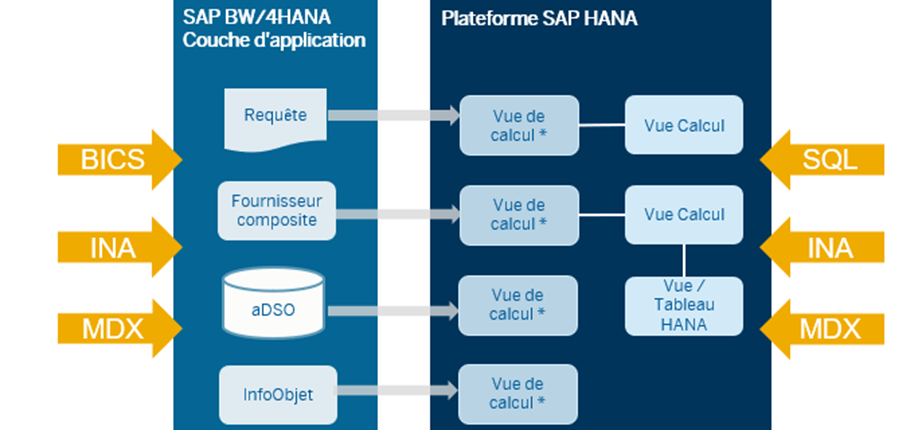 SAP BW/4HANA
Couche d'application
Plateforme SAP HANA
Requête
Vue de
calcul *
Vue Calcul
BICS
SQL
Fournisseur
composite
Vue de
calcul *
Vue Calcul
INA
INA
aDSO
Vue de
calcul *
Vue /
Tableau
HANA
MDX
MDX
InfoObjet
Vue de
calcul *